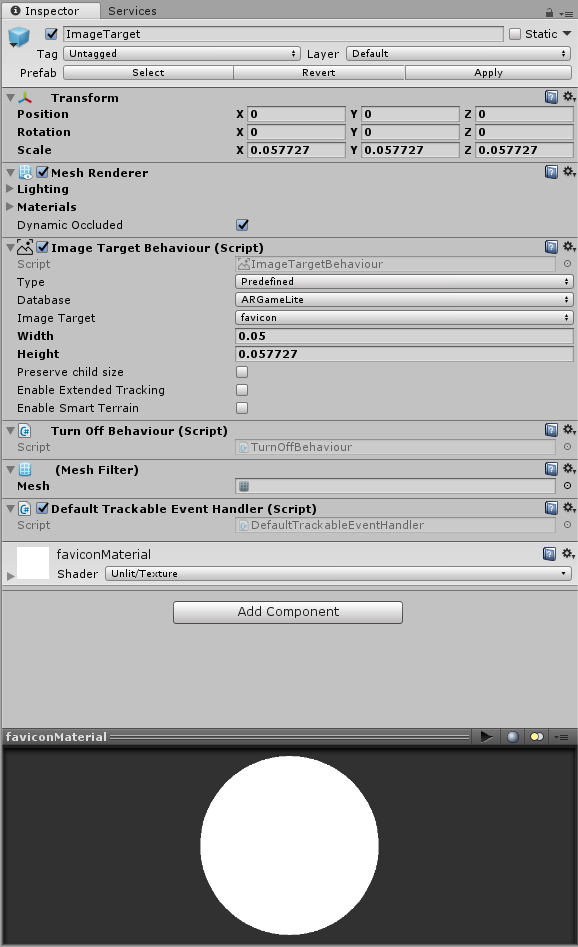 Inspector Services
ImageTarget Static
Tag Untagged Layer Default
Prefab Select Revert Apply
Transform
Position X 0 Y 0 Z 0
Rotation X 0 Y 0 Z 0
Scale X 0.057727 Y 0.057727 Z 0.057727
Mesh Renderer
Lighting
Materials
Dynamic Occluded
Image Target Behaviour (Script)
Script ImageTargetBehaviour
Type Predefined
Database ARGameLite
Image Target favicon
Width 0.05
Height 0.057727
Preserve child size
Enable Extended Tracking
Enable Smart Terrain
Turn Off Behaviour (Script)
Script TurnOffBehaviour
(Mesh Filter)
Mesh
Default Trackable Event Handler (Script)
Script DefaultTrackableEventHandler
faviconMaterial
Shader Unlit/Texture
Add Component
faviconMaterial